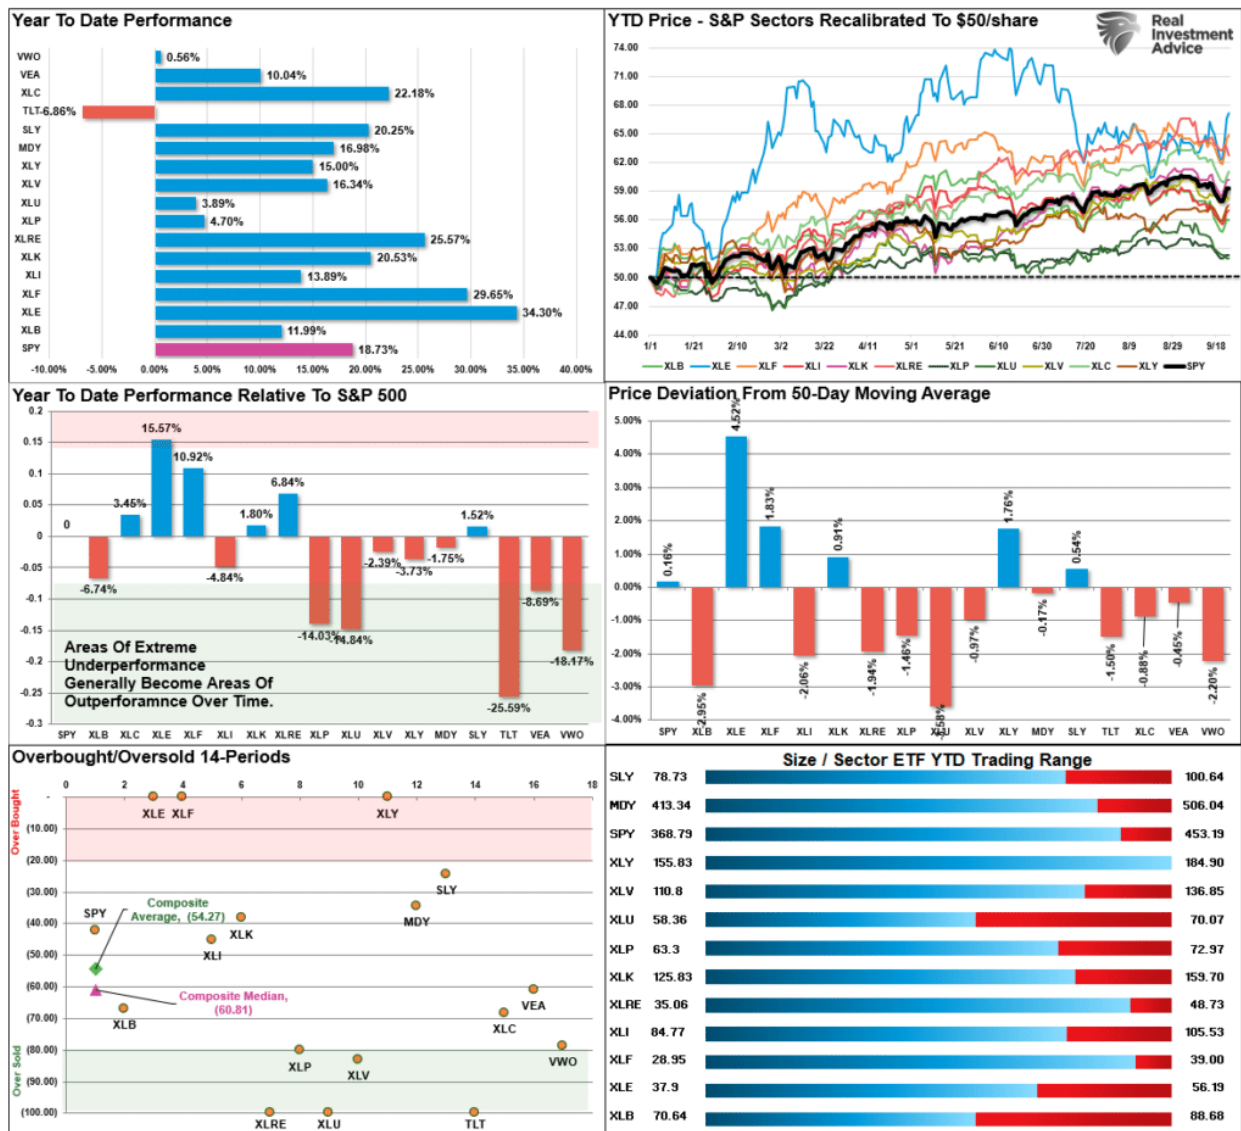 Year To Date Performance
VWO 0.56%
VEA 10.04%
XLC 22.18%
TLT -6.86%
SLY 20.25%
MDY 16.98%
XLY 15.00%
XLV 16.34%
XLU 3.89%
XLP 4.70%
XLRE 25.57%
XLK 20.53%
XLI 13.89%
XLF 29.65%
XLE 34.30%
XLB 11.99%
SPY 18.73%
-10.00% 0.00% 5.00% 10.00% 15.00% 20.00% 25.00% 30.00% 35.00% 40.00%
YTD Price - S&P Sectors Recalibrated To $50/share
Real
Investment
Advice
74.00
71.00
68.00
65.00
62.00
59.00
56.00
53.00
50.00
47.00
44.00
1/1 1/21 2/10 3/2 3/22 4/11 5/1 5/21 6/10 6/30 7/20 8/9 8/29 9/18
XLB XLE XLF XLI XLK XLRE XLP XLU XLV XLC XLY SPY
Year To Date Performance Relative To S&P 500
0.2
0.15
0.1
0.05
0
-0.05
-0.1
-0.15
-0.2
-0.25
-0.3
0 -6.74% 3.45% 15.57% 10.92% -4.84% 1.80% 6.84% -14.03% -14.84% -2.39% -3.73% -1.75% 1.52% -25.59% -8.69% -18.17%
Areas Of Extreme
Underperformance
Generally Become Areas Of
Outperforamnce Over Time.
SPY XLB XLC XLE XLF XLI XLK XLRE XLP XLU XLV XLY MDY SLY TLT VEA VWO
Price Deviation From 50-Day Moving Average
5.00%
4.00%
3.00%
2.00%
1.00%
0.00%
-1.00%
-2.00%
-3.00%
-4.00%
0.16% -2.95% 4.52% 1.83% -2.06% 0.91% -1.94% -1.46% -3.58% -0.97% 1.76% -0.17% 0.54% -1.50% -0.88% -0.45% -2.20%
SPY XLB XLE XLF XLI XLK XLRE XLP XLU XLV XLY MDY SLY TLT XLC VEA VWO
Overbought/Oversold 14-Periods
0 2 4 6 8 10 12 14 16 18
Over Bought
Over Sold
-
(10.00)
(20.00)
(30.00)
(40.00)
(50.00)
(60.00)
(70.00)
(80.00)
(90.00)
(100.00)
XLE XLF XLY
SLY
MDY
SPY
XLK
XLI
Composite
Average, (54.27)
Composite Median,
(60.81)
XLB
VEA
XLC
VWO
XLP XLV
XLRE XLU TLT
Size / Sector ETF YTD Trading Range
SLY 78.73 100.64
MDY 413.34 506.04
SPY 368.79 453.19
XLY 155.83 184.90
XLV 110.8 136.85
XLU 58.36 70.07
XLP 63.3 72.97
XLK 125.83 159.70
XLRE 35.06 48.73
XLI 84.77 105.53
XLF 28.95 39.00
XLE 37.9 56.19
XLB 70.64 88.68